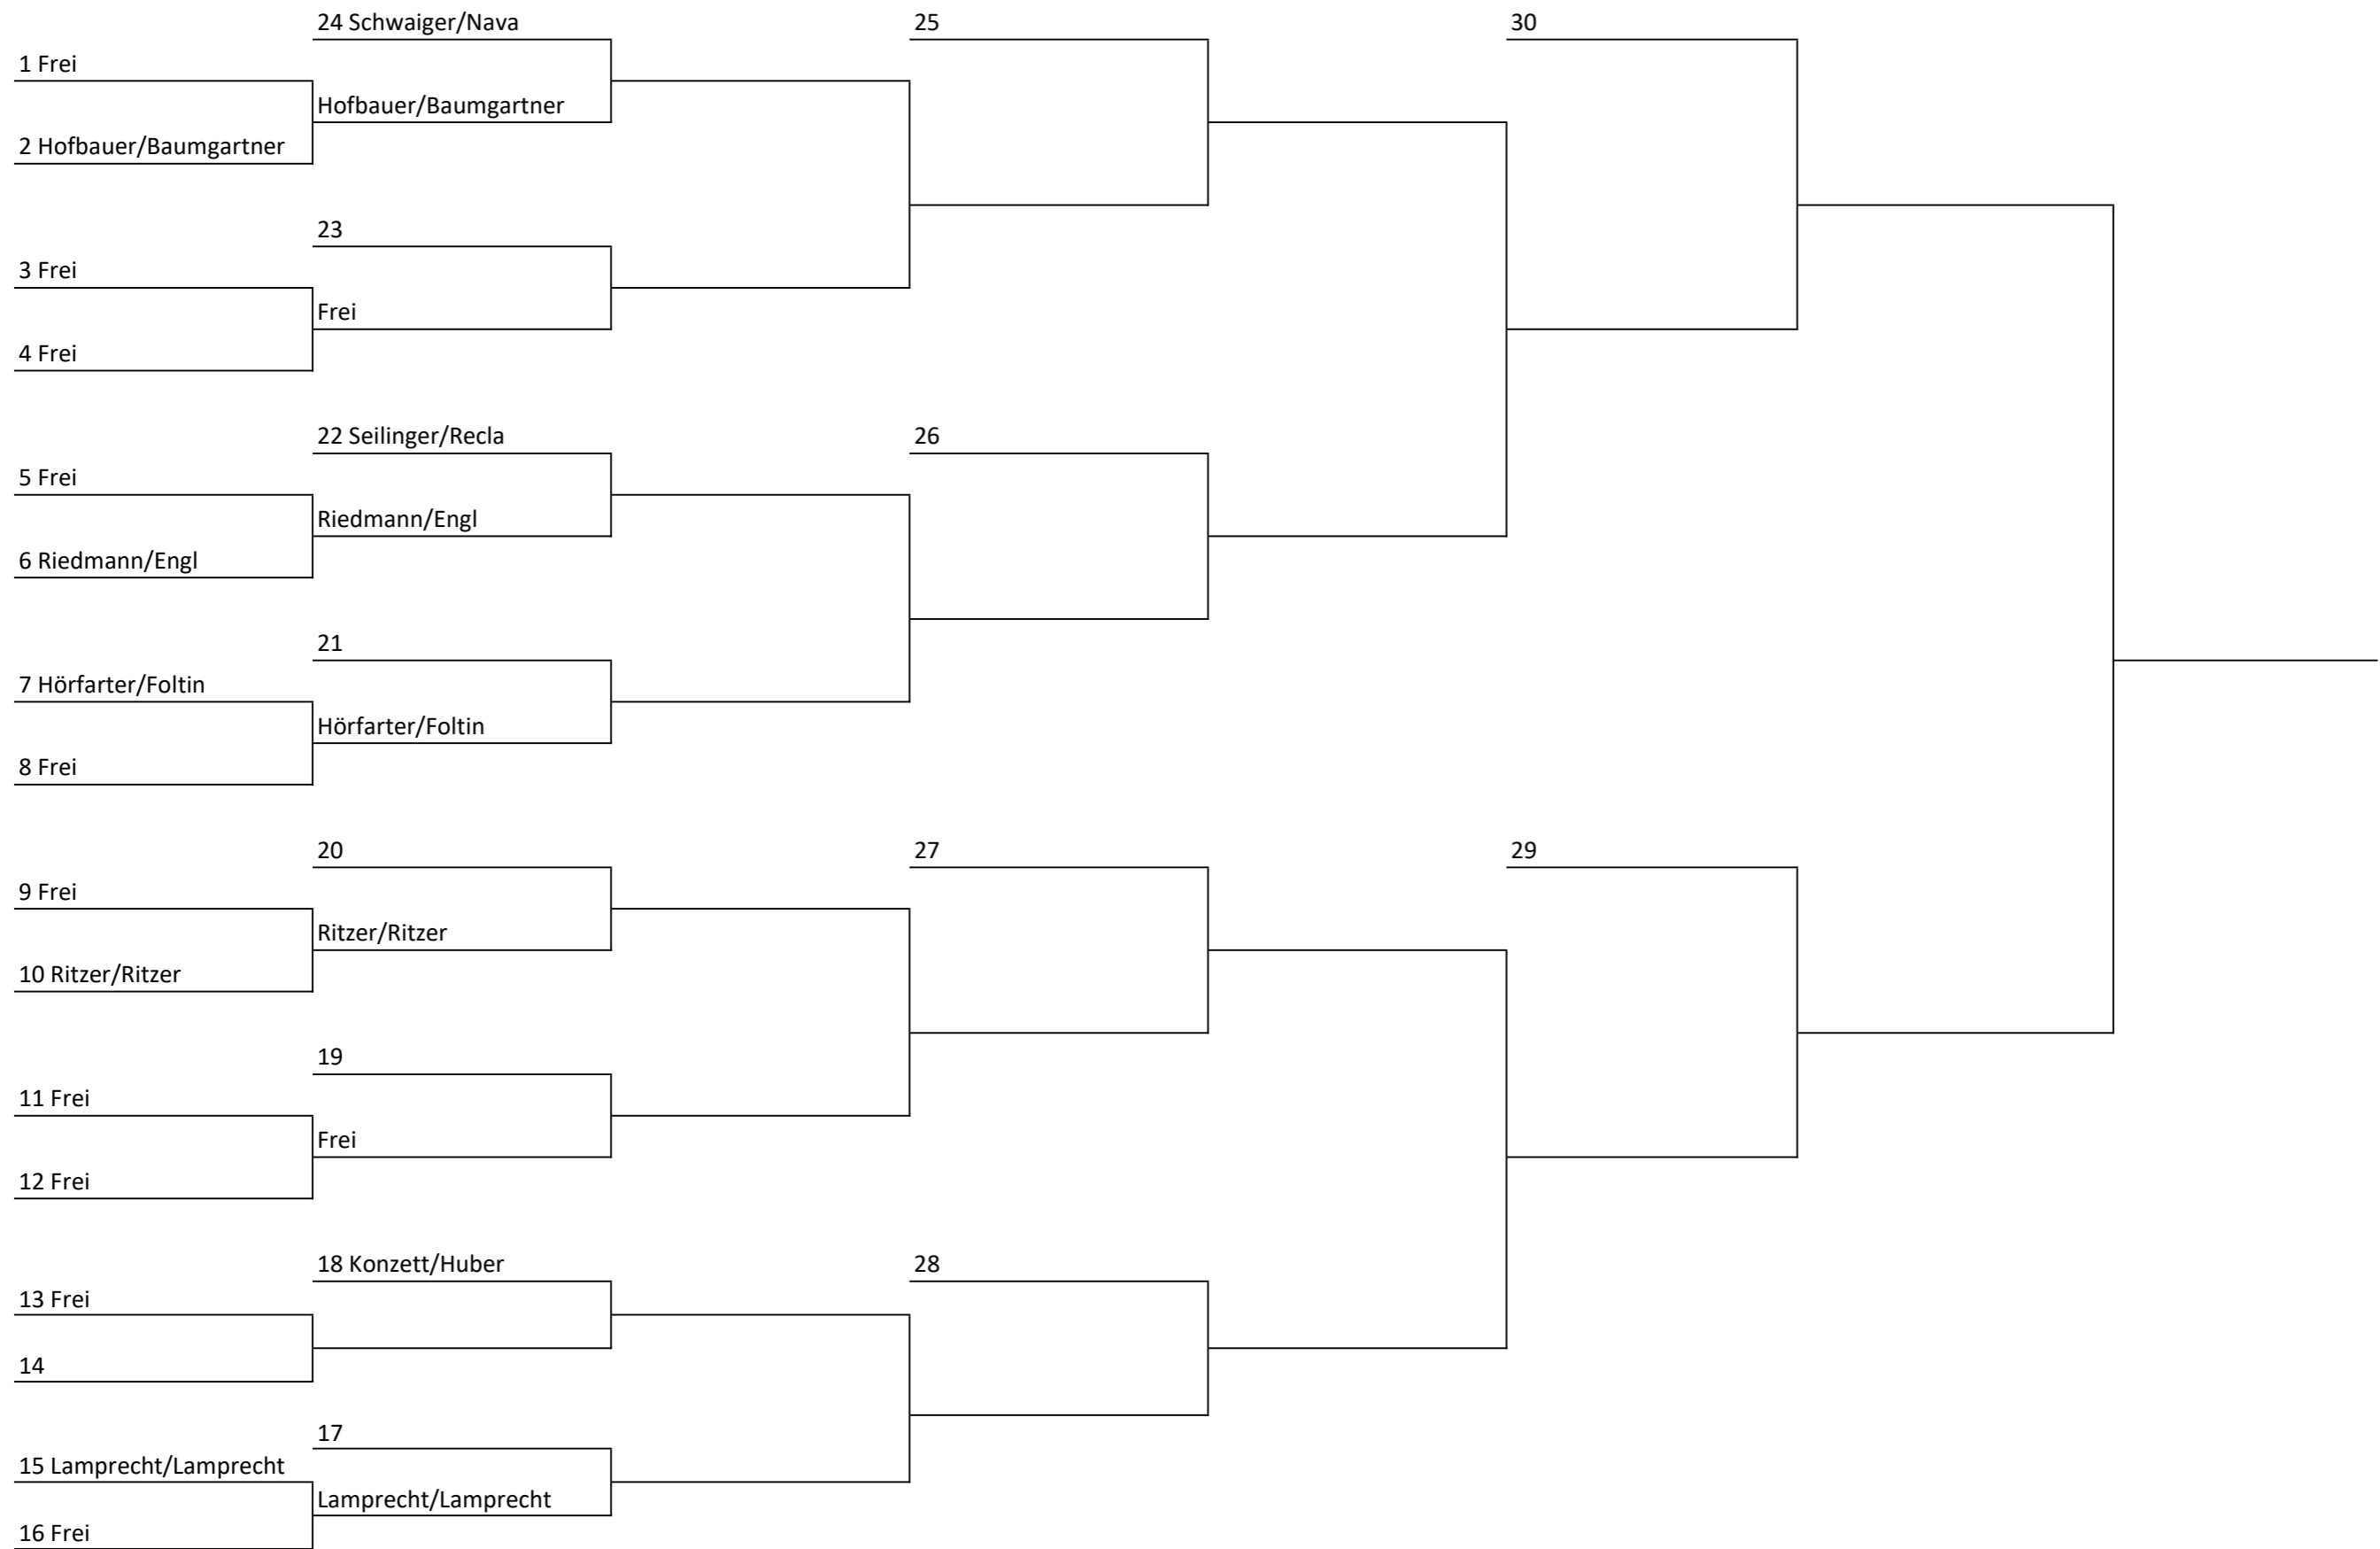 24 Schwaiger/Nava
25
30
1 Frei
Hofbauer/Baumgartner
2 Hofbauer/Baumgartner
23
3 Frei
Frei
4 Frei
22 Seilinger/Recla
26
5 Frei
Riedmann/Engl
6 Riedmann/Engl
21
7 Hörfarter/Foltin
Hörfarter/Foltin
8 Frei
20
27
29
9 Frei
Ritzer/Ritzer
10 Ritzer/Ritzer
19
11 Frei
Frei
12 Frei
18 Konzett/Huber
28
13 Frei
14
17
15 Lamprecht/Lamprecht
Lamprecht/Lamprecht
16 Frei